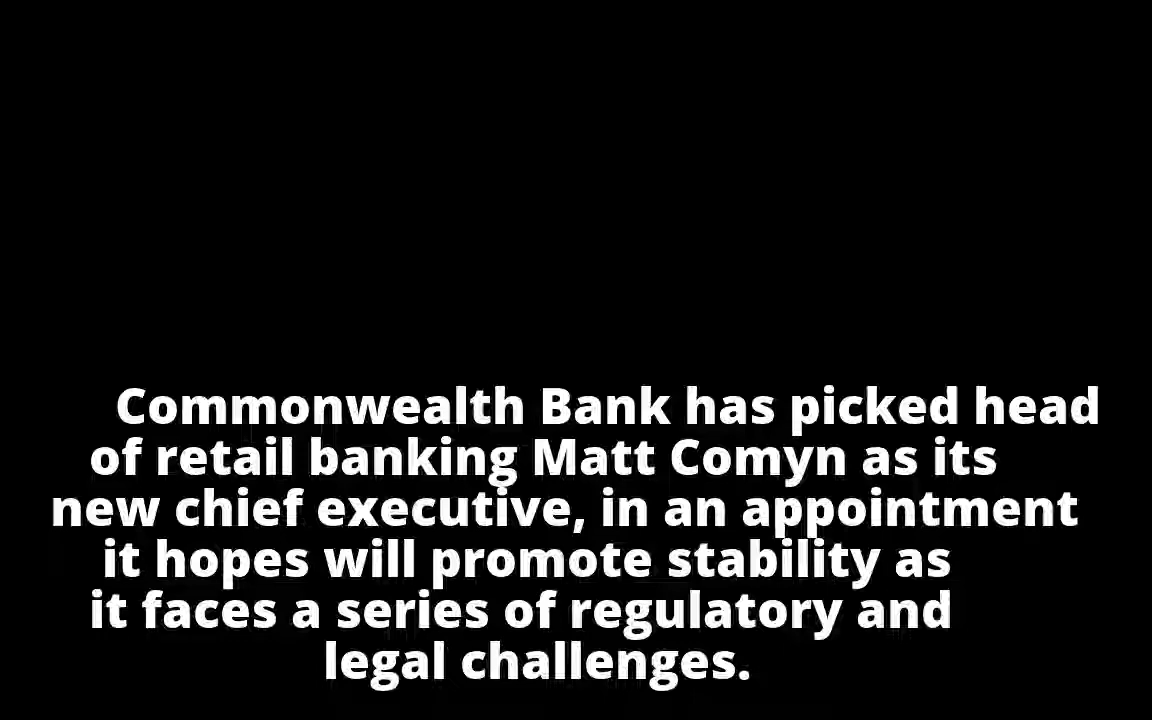 Commonwealth Bank has picked head
of retail banking Matt Comyn as its
new chief executive, in an appointment
it hopes will promote stability as
it faces a series of regulatory and
legal challenges.